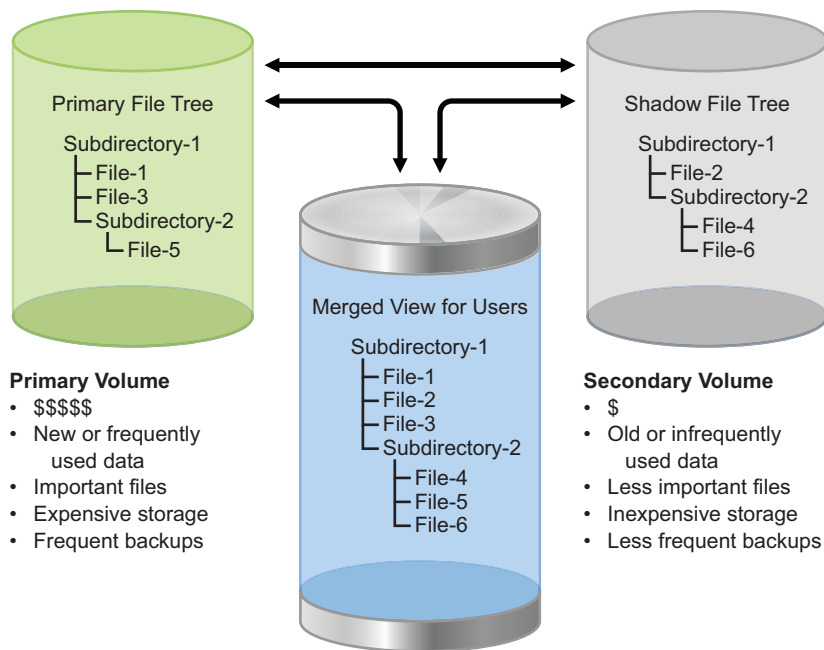 Primary File Tree
Subdirectory-1
File-1
File-3
Subdirectory-2
File-5
Shadow File Tree
Subdirectory-1
File-2
Subdirectory-2
File-4
File-6
Merged View for Users
Subdirectory-1
File-1
File-2
File-3
Subdirectory-2
File-4
File-5
File-6
Primary Volume
• $$$$$
• New or frequently
used data
• Important files
• Expensive storage
• Frequent backups
Secondary Volume
• $
• Old or infrequently
used data
• Less important files
• Inexpensive storage
• Less frequent backups